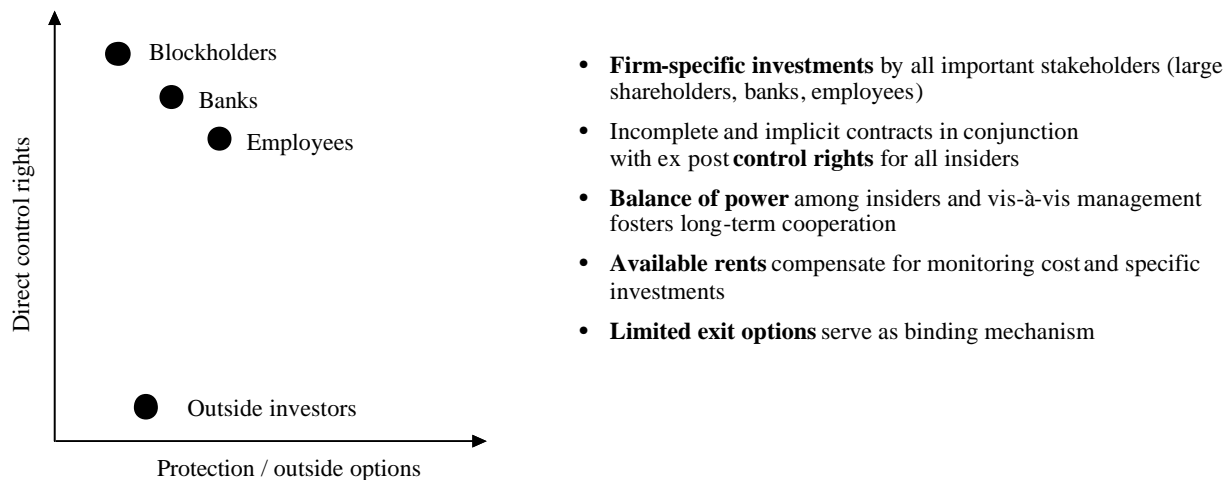 Blockholders
Banks
Employees
Outside investors
Direct control rights
Protection / outside options
• Firm-specific investments by all important stakeholders (large
shareholders, banks, employees)
• Incomplete and implicit contracts in conjunction
with ex post control rights for all insiders
• Balance of power among insiders and vis-à-vis management
fosters long-term cooperation
• Available rents compensate for monitoring cost and specific
investments
• Limited exit options serve as binding mechanism